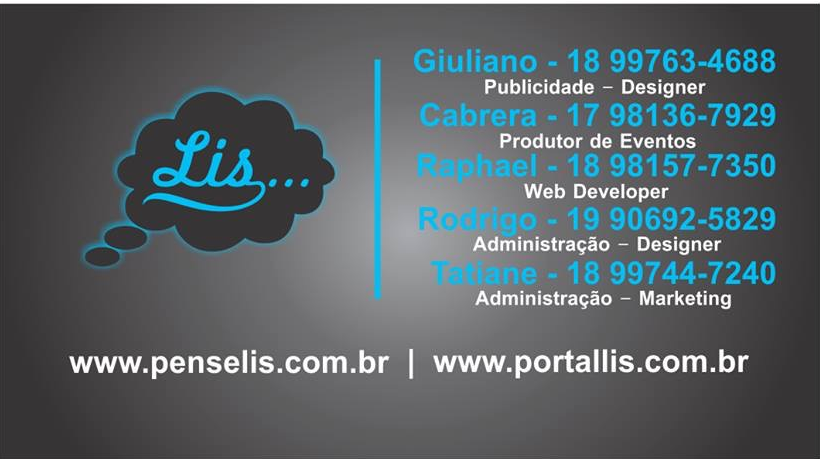 Lis...
Giuliano - 18 99763-4688
Publicidade – Designer
Cabrera - 17 98136-7929
Produtor de Eventos
Raphael - 18 98157-7350
Web Developer
Rodrigo - 19 90692-5829
Administração – Designer
Tatiane - 18 99744-7240
Administração – Marketing
www.penselis.com.br | www.portallis.com.br